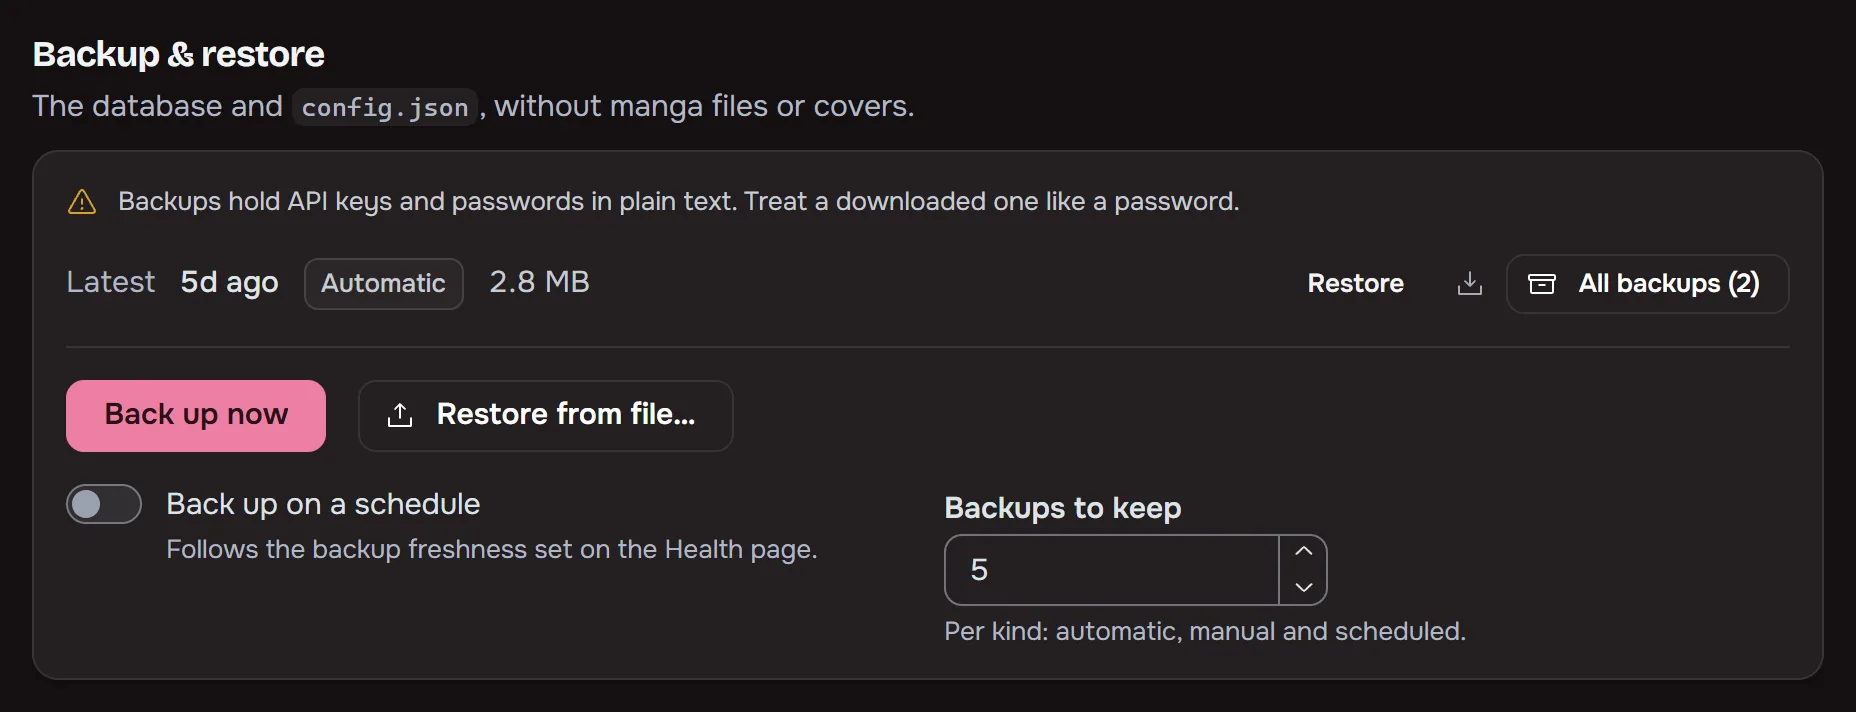 Backup & restore
The database and config.json, without manga files or covers.
Backups hold API keys and passwords in plain text. Treat a downloaded one like a password.
Latest 5d ago Automatic 2.8 MB Restore All backups (2)
Back up now Restore from file...
Back up on a schedule
Follows the backup freshness set on the Health page.
Backups to keep
5
Per kind: automatic, manual and scheduled.